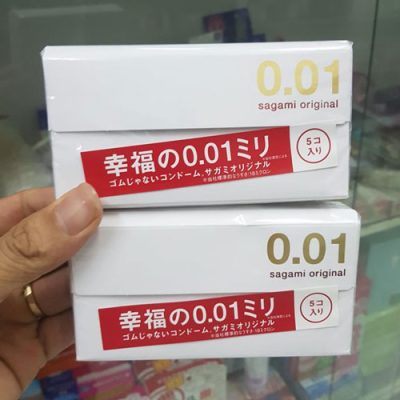 0.01
sagami original
幸福の0.01ミリ
ゴムじゃないコンドーム、サガミオリジナル
5コ
入り
0.01
sagami original
幸福の0.01ミリ
ゴムじゃないコンドーム、サガミオリジナル
5コ
入り